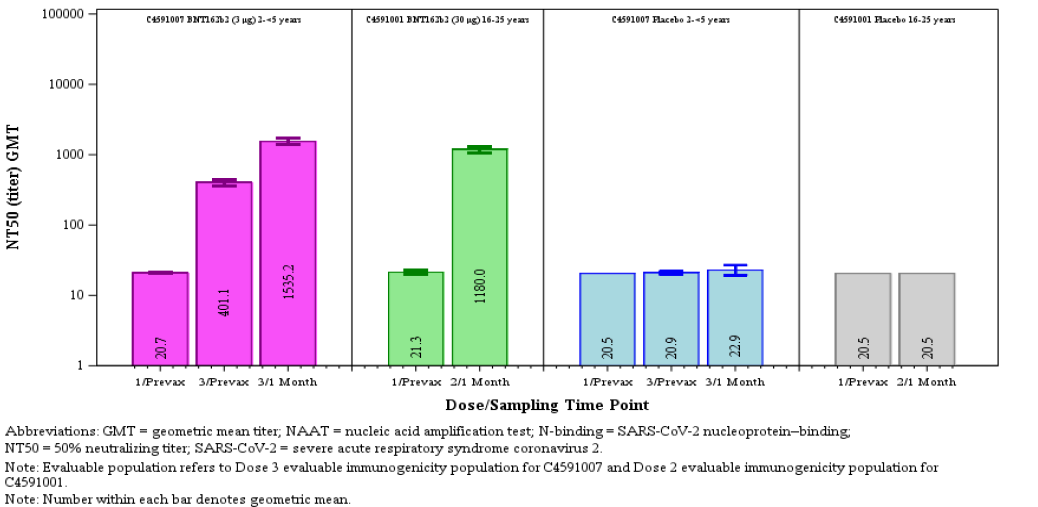 C4591007 BNT162b2 (3 μg) 2-<5 years
C4591001 BNT162b2 (30 μg) 16-25 years
C4591007 Placebo 2-<5 years
C4591001 Placebo 16-25 years
NT50 (titer) GMT
100000
10000
1000
100
10
1
20.7
401.1
1535.2
21.3
1180.0
20.5
20.9
22.9
20.5
20.5
1/Prevax 3/Prevax 3/1 Month
1/Prevax 2/1 Month
1/Prevax 3/Prevax 3/1 Month
1/Prevax 2/1 Month
Dose/Sampling Time Point
Abbreviations: GMT = geometric mean titer; NAAT = nucleic acid amplification test; N-binding = SARS-CoV-2 nucleoprotein–binding;
NT50 = 50% neutralizing titer; SARS-CoV-2 = severe acute respiratory syndrome coronavirus 2.
Note: Evaluable population refers to Dose 3 evaluable immunogenicity population for C4591007 and Dose 2 evaluable immunogenicity population for
C4591001.
Note: Number within each bar denotes geometric mean.